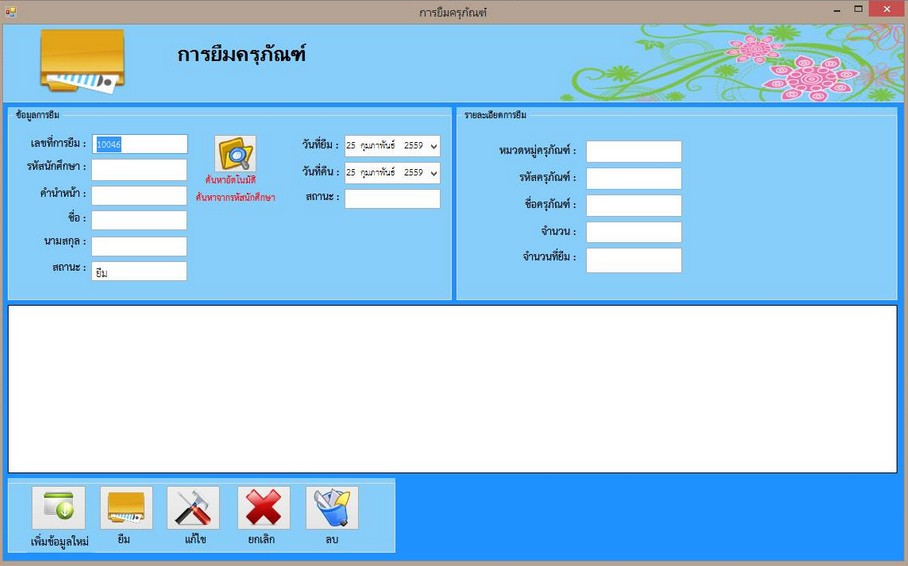 การยืมครุภัณฑ์
การยืมครุภัณฑ์
ข้อมูลการยืม
เลขที่การยืม : 10046
รหัสนักศึกษา :
คำนำหน้า :
ชื่อ :
นามสกุล :
สถานะ : ยืม
ค้นหาอัตโนมัติ
ค้นหาจากรหัสนักศึกษา
วันที่ยืม : 25 กุมภาพันธ์ 2559
วันที่คืน : 25 กุมภาพันธ์ 2559
สถานะ :
รายละเอียดการยืม
หมวดหมู่ครุภัณฑ์ :
รหัสครุภัณฑ์ :
ชื่อครุภัณฑ์ :
จำนวน :
จำนวนที่ยืม :
เพิ่มข้อมูลใหม่
ยืม
แก้ไข
ยกเลิก
ลบ